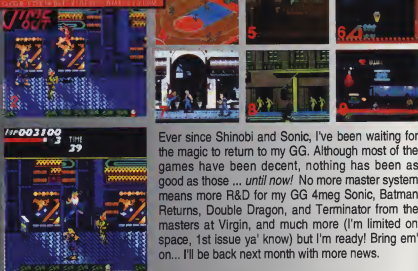 TIME OUT
5
6
7
8
9
1UP003100
3 TIME
39
Ever since Shinobi and Sonic, I've been waiting for
the magic to return to my GG. Although most of the
games have been decent, nothing has been as
good as those ... until now! No more master system
means more R&D for my GG 4meg Sonic, Batman
Returns, Double Dragon, and Terminator from the
masters at Virgin, and much more (I'm limited on
space, 1st issue ya' know) but I'm ready! Bring em'
on... I'll be back next month with more news.